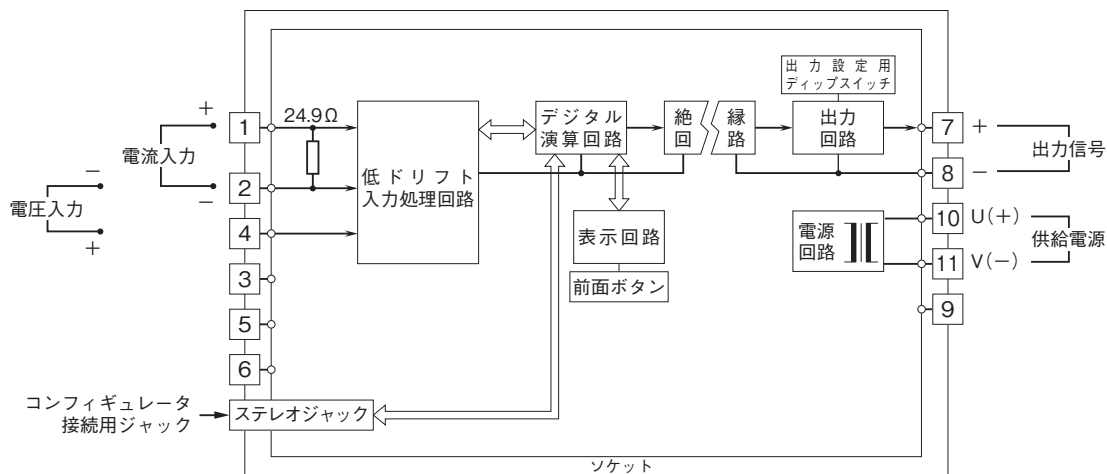 出力設定用
ディップスイッチ
24.9Ω
＋
電流入力
－
－
電圧入力
＋
1
2
4
3
5
6
低ドリフト
入力処理回路
デジタル
演算回路
絶
回
縁
路
出力
回路
7
＋
出力信号
8
－
表示回路
前面ボタン
電源
回路
10
U(＋)
供給電源
11
V(－)
9
コンフィギュレータ
接続用ジャック
ステレオジャック
ソケット